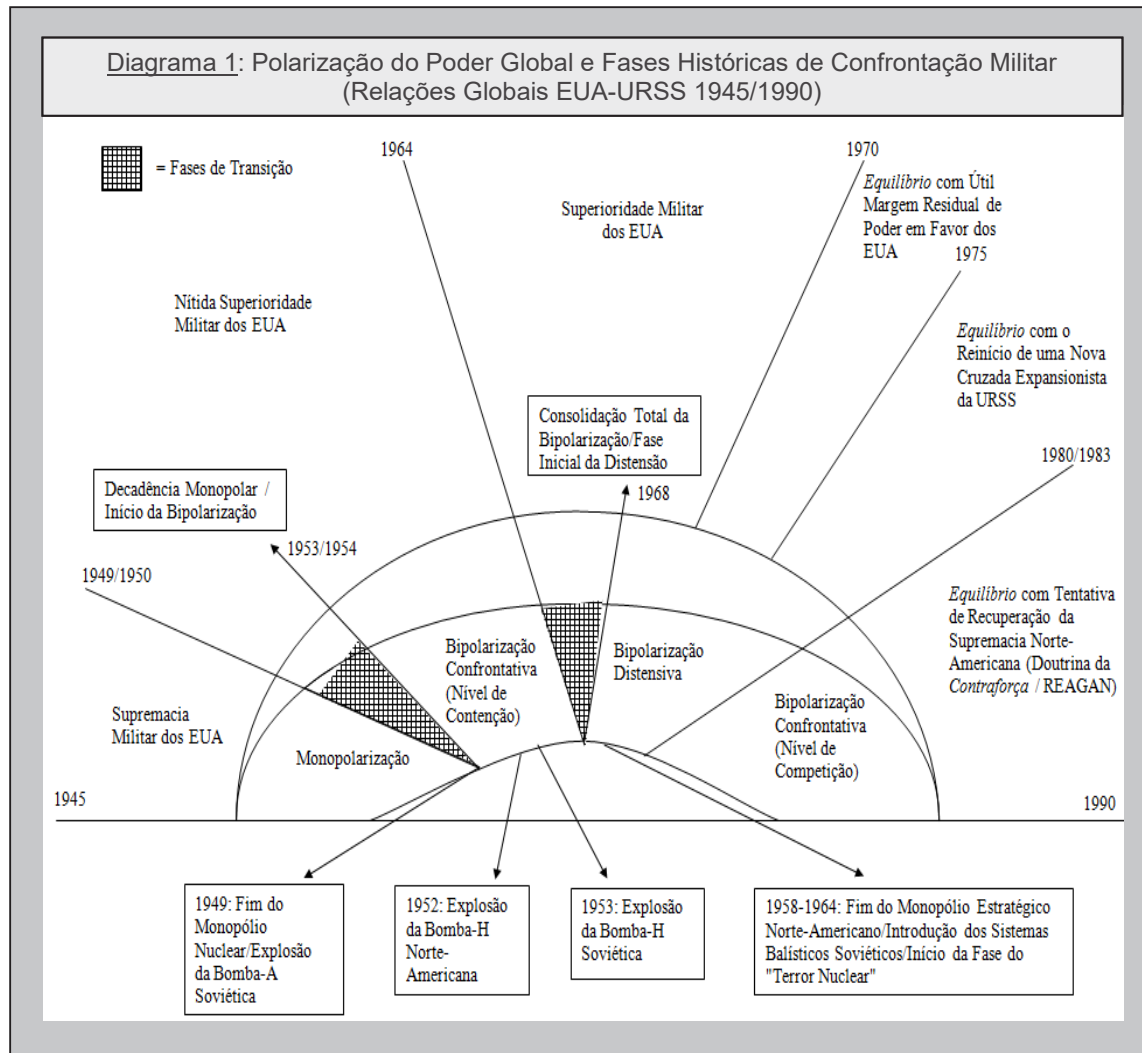 Diagrama 1: Polarização do Poder Global e Fases Históricas de Confrontação Militar
(Relações Globais EUA-URSS 1945/1990)
= Fases de Transição
1964
1970
Superioridade Militar
dos EUA
Equilíbrio com Útil
Margem Residual de
Poder em Favor dos
EUA
1975
Nítida Superioridade
Militar dos EUA
Equilíbrio com o
Reinício de uma Nova
Cruzada Expansionista
da URSS
Consolidação Total da
Bipolarização/Fase
Inicial da Distensão
1968
1980/1983
Decadência Monopolar /
Início da Bipolarização
1953/1954
1949/1950
Bipolarização
Confrontativa
(Nível de
Contenção)
Bipolarização
Distensiva
Equilíbrio com Tentativa
de Recuperação da
Supremacia Norte-
Americana (Doutrina da
Contraforça / REAGAN)
Supremacia
Militar dos EUA
Monopolarização
Bipolarização
Confrontativa
(Nível de
Competição)
1945
1990
1949: Fim do
Monopólio
Nuclear/Explosão
da Bomba-A
Soviética
1952: Explosão
da Bomba-H
Norte-
Americana
1953: Explosão
da Bomba-H
Soviética
1958-1964: Fim do Monopólio Estratégico
Norte-Americano/Introdução dos Sistemas
Balísticos Soviéticos/Início da Fase do
"Terror Nuclear"